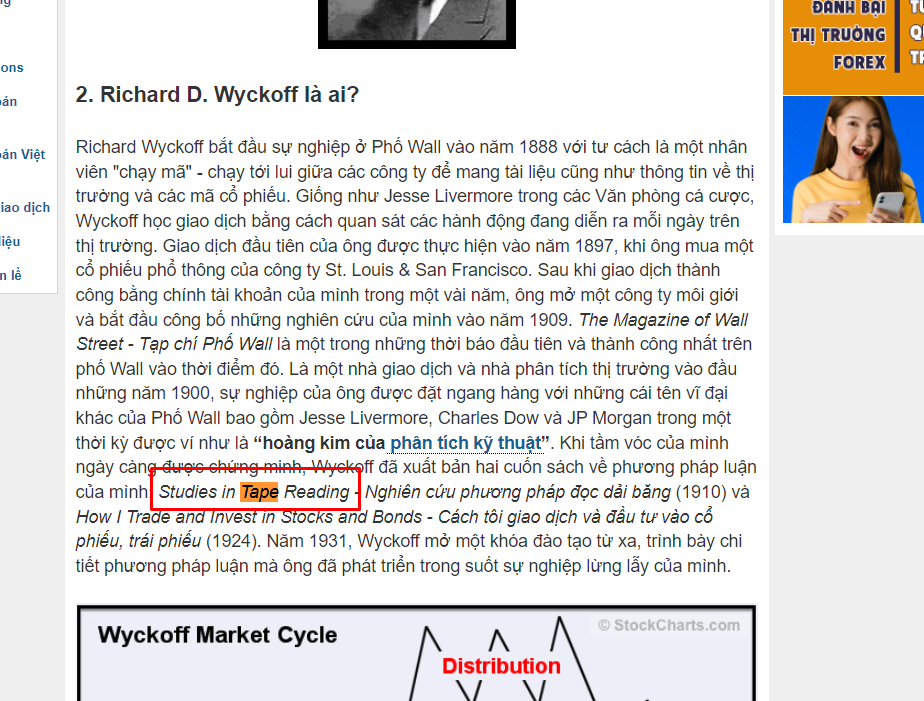 ng
ons
oán
oán Việt
iao dịch
liệu
n lề
2. Richard D. Wyckoff là ai?
Richard Wyckoff bắt đầu sự nghiệp ở Phố Wall vào năm 1888 với tư cách là một nhân
viên "chạy mã" - chạy tới lui giữa các công ty để mang tài liệu cũng như thông tin về thị
trường và các mã cổ phiếu. Giống như Jesse Livermore trong các Văn phòng cá cược,
Wyckoff học giao dịch bằng cách quan sát các hành động đang diễn ra mỗi ngày trên
thị trường. Giao dịch đầu tiên của ông được thực hiện vào năm 1897, khi ông mua một
cổ phiếu phổ thông của công ty St. Louis & San Francisco. Sau khi giao dịch thành
công bằng chính tài khoản của mình trong một vài năm, ông mở một công ty môi giới
và bắt đầu công bố những nghiên cứu của mình vào năm 1909. The Magazine of Wall
Street - Tạp chí Phố Wall là một trong những thời báo đầu tiên và thành công nhất trên
phố Wall vào thời điểm đó. Là một nhà giao dịch và nhà phân tích thị trường vào đầu
những năm 1900, sự nghiệp của ông được đặt ngang hàng với những cái tên vĩ đại
khác của Phố Wall bao gồm Jesse Livermore, Charles Dow và JP Morgan trong một
thời kỳ được ví như là “hoàng kim của phân tích kỹ thuật”. Khi tầm vóc của mình
ngày càng được chứng minh, Wyckoff đã xuất bản hai cuốn sách về phương pháp luận
của mình Studies in Tape Reading - Nghiên cứu phương pháp đọc dải băng (1910) và
How I Trade and Invest in Stocks and Bonds - Cách tôi giao dịch và đầu tư vào cổ
phiếu, trái phiếu (1924). Năm 1931, Wyckoff mở một khóa đào tạo từ xa, trình bày chi
tiết phương pháp luận mà ông đã phát triển trong suốt sự nghiệp lừng lẫy của mình.
Wyckoff Market Cycle
© StockCharts.com
Distribution
ĐÁNH BẠI
THỊ TRƯỜNG
FOREX